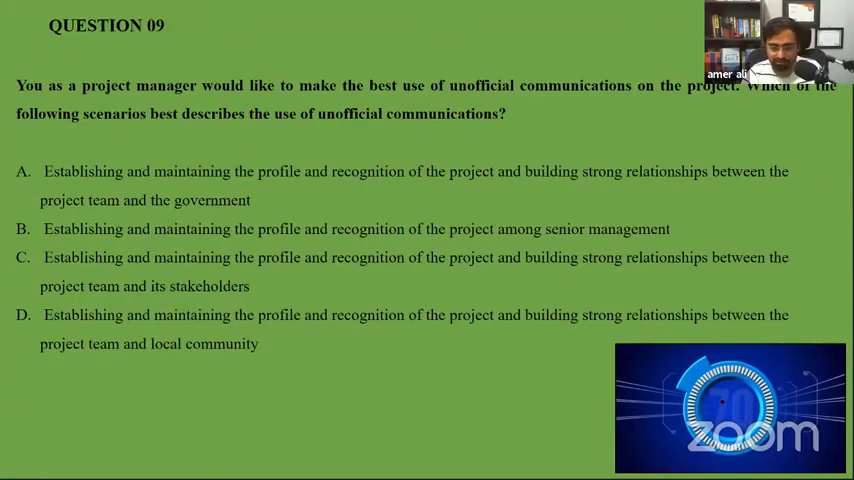 QUESTION 09
amer ali
You as a project manager would like to make the best use of unofficial communications on the project. Which of the
following scenarios best describes the use of unofficial communications?
A. Establishing and maintaining the profile and recognition of the project and building strong relationships between the
project team and the government
B. Establishing and maintaining the profile and recognition of the project among senior management
C. Establishing and maintaining the profile and recognition of the project and building strong relationships between the
project team and its stakeholders
D. Establishing and maintaining the profile and recognition of the project and building strong relationships between the
project team and local community
zoom